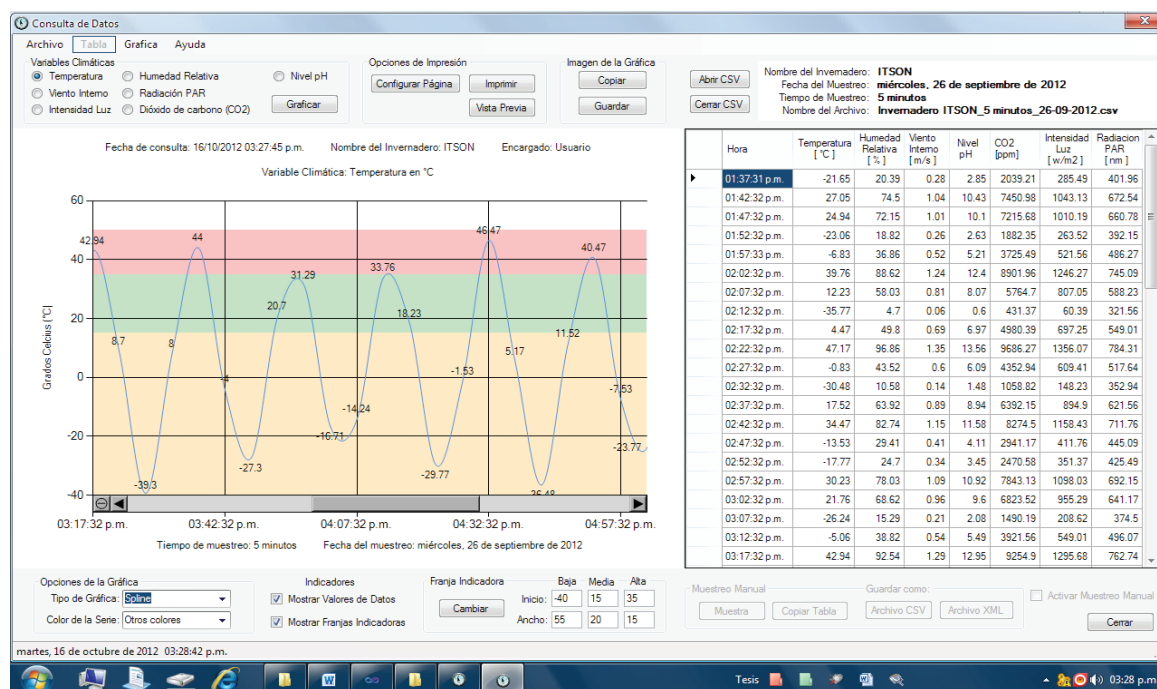 Consulta de Datos
Archivo Tabla Grafica Ayuda
Variables Climáticas
Temperatura Humedad Relativa Nivel pH
Viento Interno Radiación PAR
Intensidad Luz Dióxido de carbono (CO2) Graficar
Opciones de Impresión
Configurar Página Imprimir
Vista Previa
Imagen de la Gráfica
Copiar
Guardar
Abrir CSV
Cerrar CSV
Nombre del Invernadero: ITSON
Fecha del Muestreo: miércoles, 26 de septiembre de 2012
Tiempo de Muestreo: 5 minutos
Nombre del Archivo: Invernadero ITSON_5 minutos_26-09-2012.csv
Fecha de consulta: 16/10/2012 03:27:45 p.m. Nombre del Invernadero: ITSON Encargado: Usuario
Variable Climática: Temperatura en °C
Grados Celcius [°C]
60
40
20
0
-20
-40
42.94
8.7
-39.3
8
44
-4
-27.3
20.7
31.29
-16.71
-14.24
33.76
18.23
-29.77
-1.53
46.47
5.17
-36.48
11.52
40.47
-7.53
-23.77
03:17:32 p.m. 03:42:32 p.m. 04:07:32 p.m. 04:32:32 p.m. 04:57:32 p.m.
Tiempo de muestreo: 5 minutos Fecha del muestreo: miércoles, 26 de septiembre de 2012
Hora Temperatura [ °C ] Humedad Relativa [ % ] Viento Interno [ m/s ] Nivel pH CO2 [ppm] Intensidad Luz [ w/m2 ] Radiacion PAR [ nm ]
01:37:31 p.m. -21.65 20.39 0.28 2.85 2039.21 285.49 401.96
01:42:32 p.m. 27.05 74.5 1.04 10.43 7450.98 1043.13 672.54
01:47:32 p.m. 24.94 72.15 1.01 10.1 7215.68 1010.19 660.78
01:52:32 p.m. -23.06 18.82 0.26 2.63 1882.35 263.52 392.15
01:57:33 p.m. -6.83 36.86 0.52 5.21 3725.49 521.56 486.27
02:02:32 p.m. 39.76 88.62 1.24 12.4 8901.96 1246.27 745.09
02:07:32 p.m. 12.23 58.03 0.81 8.07 5764.7 807.05 588.23
02:12:32 p.m. -35.77 4.7 0.06 0.6 431.37 60.39 321.56
02:17:32 p.m. 4.47 49.8 0.69 6.97 4980.39 697.25 549.01
02:22:32 p.m. 47.17 96.86 1.35 13.56 9686.27 1356.07 784.31
02:27:32 p.m. -0.83 43.52 0.6 6.09 4352.94 609.41 517.64
02:32:32 p.m. -30.48 10.58 0.14 1.48 1058.82 148.23 352.94
02:37:32 p.m. 17.52 63.92 0.89 8.94 6392.15 894.9 621.56
02:42:32 p.m. 34.47 82.74 1.15 11.58 8274.5 1158.43 711.76
02:47:32 p.m. -13.53 29.41 0.41 4.11 2941.17 411.76 445.09
02:52:32 p.m. -17.77 24.7 0.34 3.45 2470.58 351.37 425.49
02:57:32 p.m. 30.23 78.03 1.09 10.92 7843.13 1098.03 692.15
03:02:32 p.m. 21.76 68.62 0.96 9.6 6823.52 955.29 641.17
03:07:32 p.m. -26.24 15.29 0.21 2.08 1490.19 208.62 374.5
03:12:32 p.m. -5.06 38.82 0.54 5.49 3921.56 549.01 496.07
03:17:32 p.m. 42.94 92.54 1.29 12.95 9254.9 1295.68 762.74
Opciones de la Gráfica
Tipo de Gráfica: Spline
Color de la Serie: Otros colores
Indicadores
Mostrar Valores de Datos
Mostrar Franjas Indicadoras
Franja Indicadora Baja Media Alta
Cambiar
Inicio: -40 15 35
Ancho: 55 20 15
Muestreo Manual
Muestra Copiar Tabla
Guardar como:
Archivo CSV Archivo XML
Activar Muestreo Manual
Cerrar
martes, 16 de octubre de 2012 03:28:42 p.m.
Tesis 03:28 p.m.